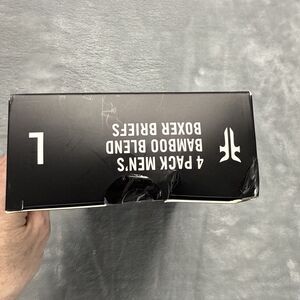 4 PACK MEN'S
BAMBOO BLEND
BOXER BRIEFS
L